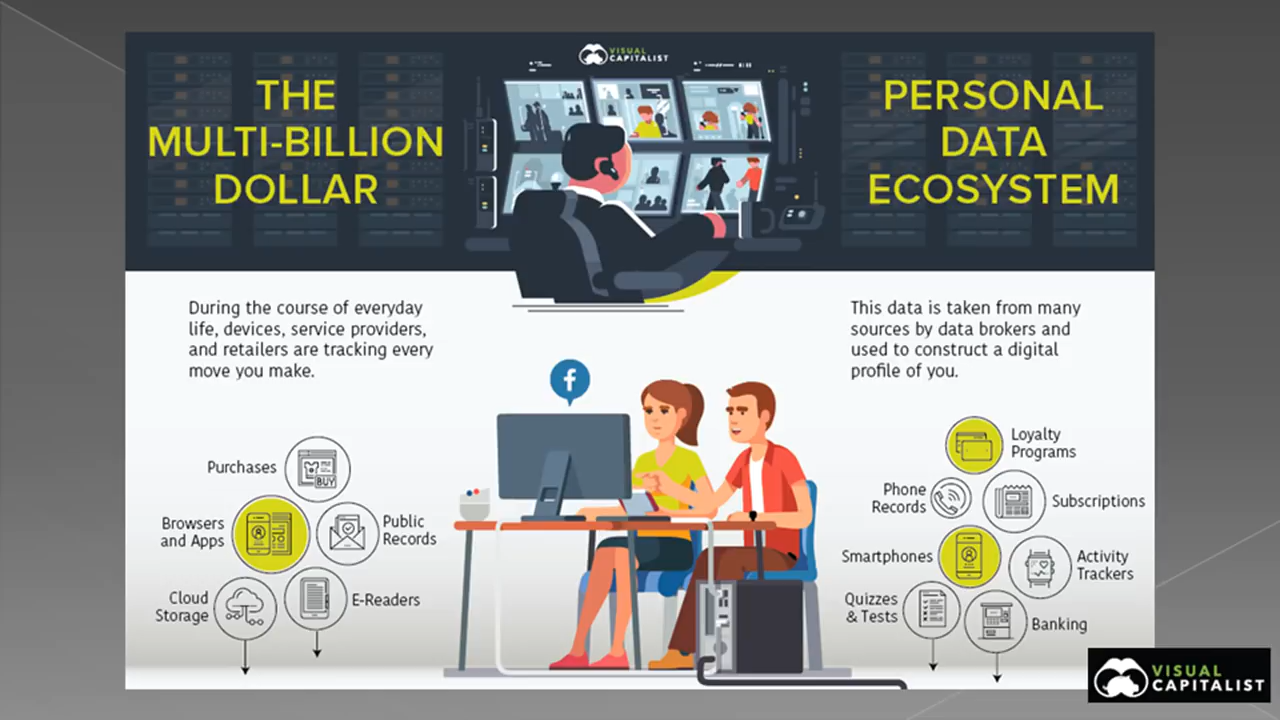 VISUAL
CAPITALIST
THE
MULTI-BILLION
DOLLAR
PERSONAL
DATA
ECOSYSTEM
During the course of everyday
life, devices, service providers,
and retailers are tracking every
move you make.
This data is taken from many
sources by data brokers and
used to construct a digital
profile of you.
f
Purchases
BUY
Browsers
and Apps
Public
Records
Cloud
Storage
E-Readers
Loyalty
Programs
Phone
Records
Subscriptions
Smartphones
Activity
Trackers
Quizzes
& Tests
Banking
VISUAL
CAPITALIST